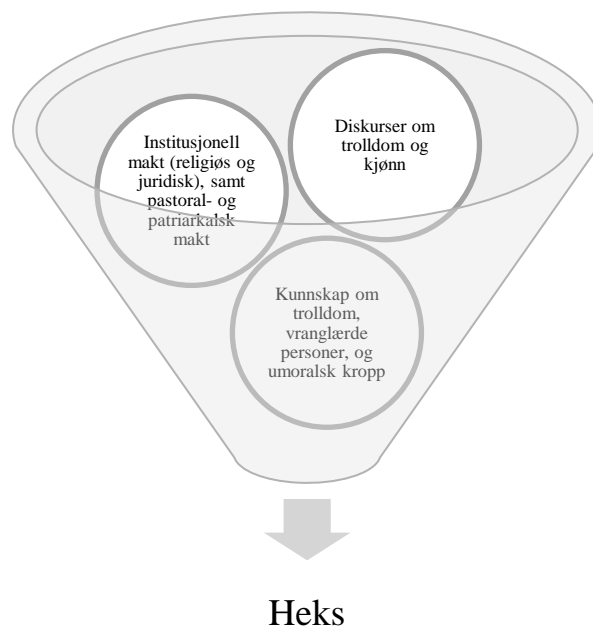 Institusjonell
makt (religiøs og
juridisk), samt
pastoral- og
patriarkalsk
makt
Diskurser om
trolldom og
kjønn
Kunnskap om
trolldom,
vranglærde
personer, og
umoralsk kropp
Heks